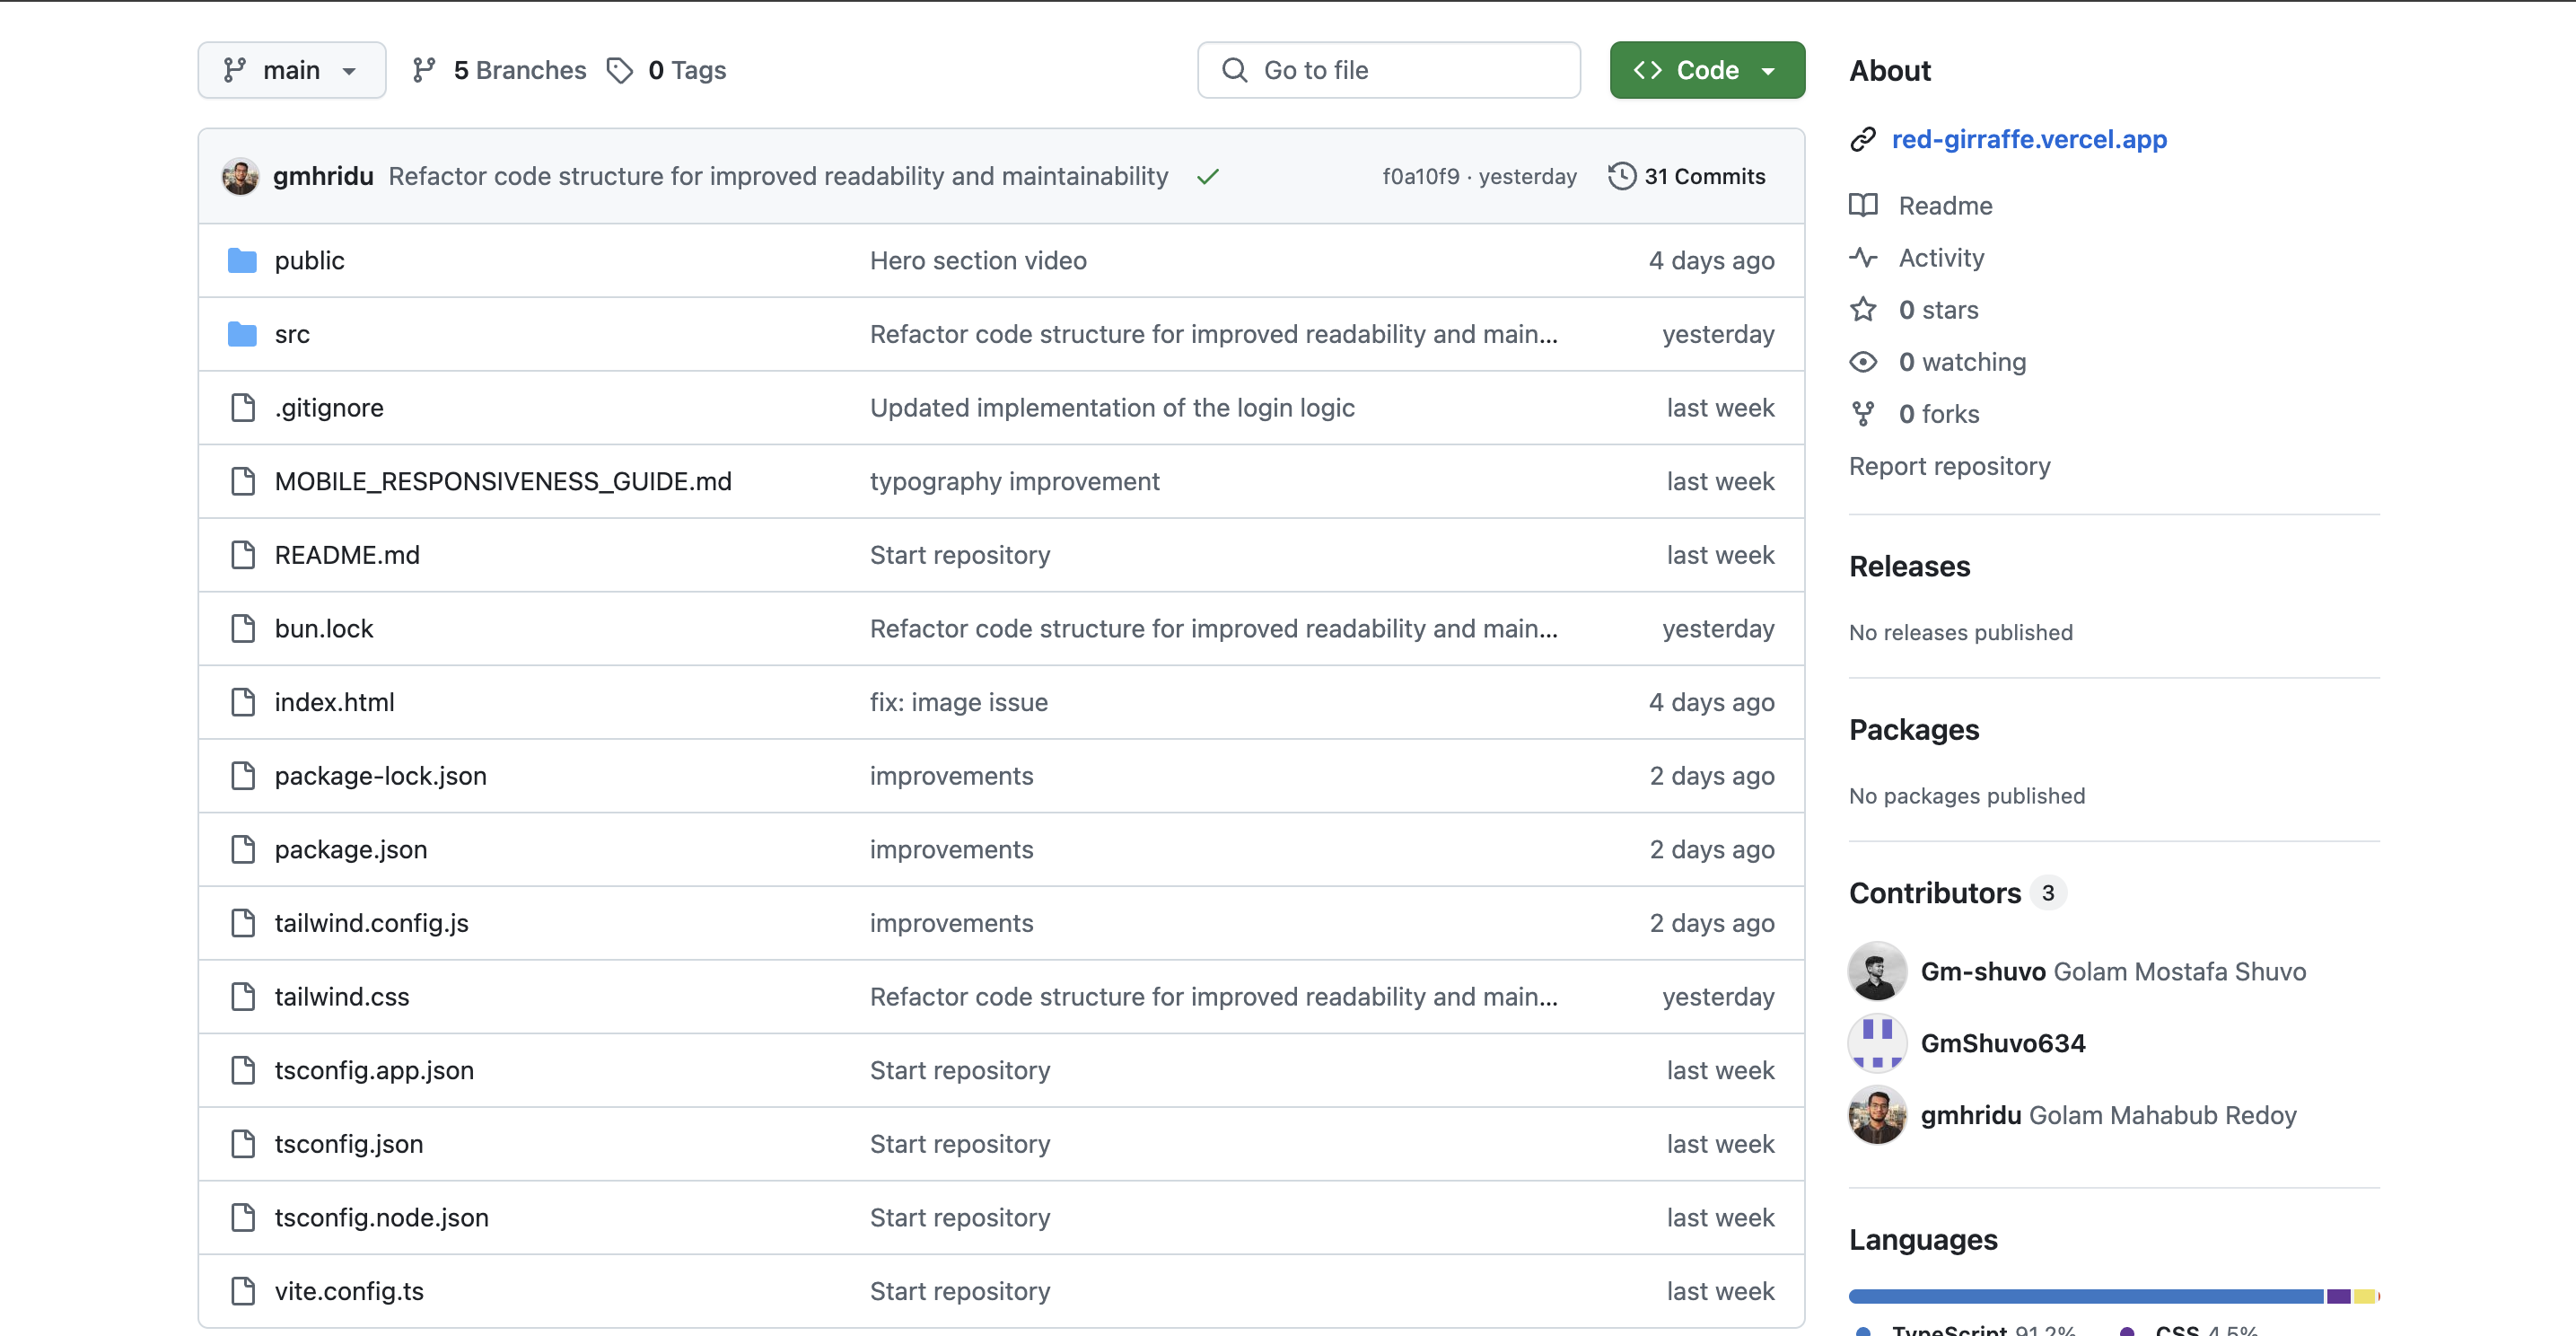 main
5 Branches
0 Tags
Go to file
Code
gmhridu Refactor code structure for improved readability and maintainability
f0a10f9 · yesterday
31 Commits
public Hero section video 4 days ago
src Refactor code structure for improved readability and main... yesterday
.gitignore Updated implementation of the login logic last week
MOBILE_RESPONSIVENESS_GUIDE.md typography improvement last week
README.md Start repository last week
bun.lock Refactor code structure for improved readability and main... yesterday
index.html fix: image issue 4 days ago
package-lock.json improvements 2 days ago
package.json improvements 2 days ago
tailwind.config.js improvements 2 days ago
tailwind.css Refactor code structure for improved readability and main... yesterday
tsconfig.app.json Start repository last week
tsconfig.json Start repository last week
tsconfig.node.json Start repository last week
vite.config.ts Start repository last week
About
red-girraffe.vercel.app
Readme
Activity
0 stars
0 watching
0 forks
Report repository
Releases
No releases published
Packages
No packages published
Contributors 3
Gm-shuvo Golam Mostafa Shuvo
GmShuvo634
gmhridu Golam Mahabub Redoy
Languages
TypeScript 91.2% CSS 4.5%